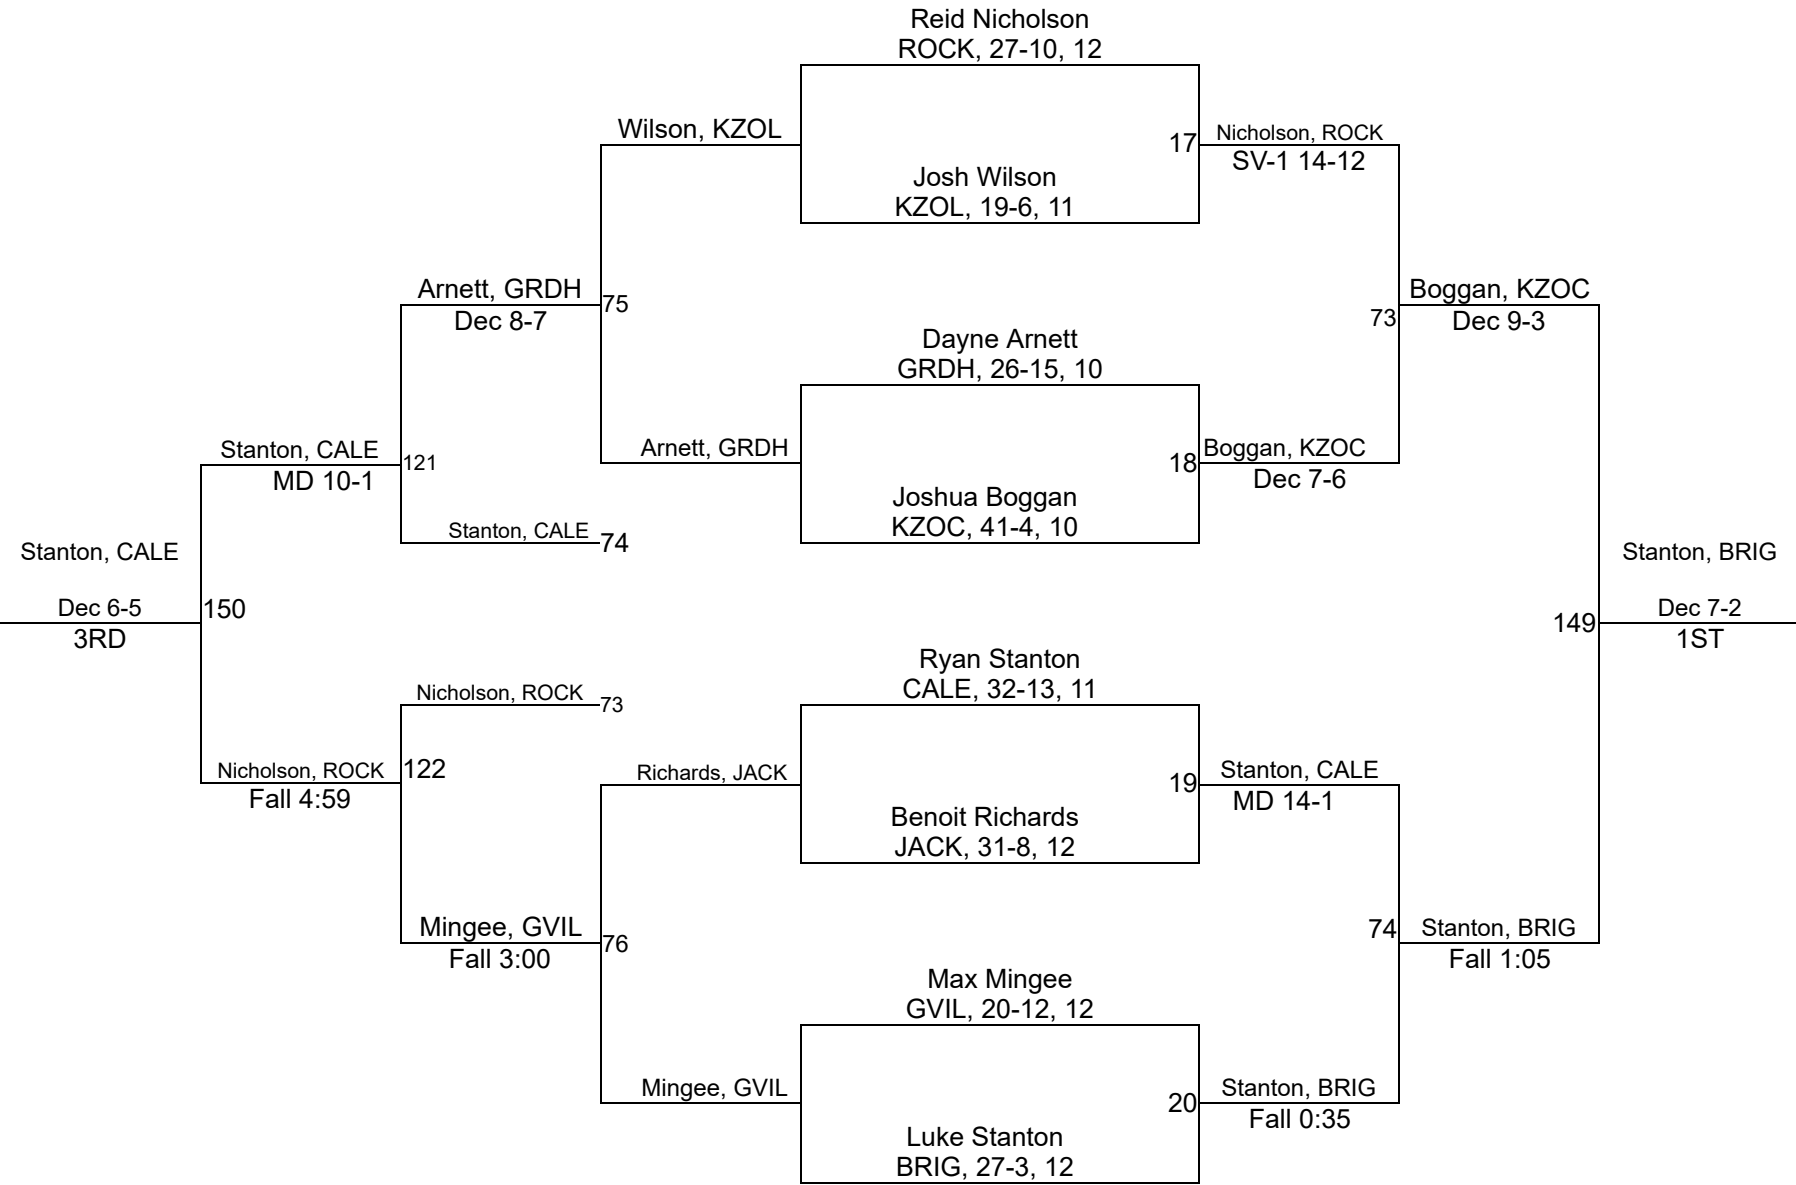 Reid Nicholson
ROCK, 27-10, 12
Wilson, KZOL
17
Nicholson, ROCK
SV-1 14-12
Josh Wilson
KZOL, 19-6, 11
Arnett, GRDH
Dec 8-7
75
Boggan, KZOC
Dec 9-3
73
Dayne Arnett
GRDH, 26-15, 10
Stanton, CALE
MD 10-1
121
Arnett, GRDH
18
Boggan, KZOC
Dec 7-6
Joshua Boggan
KZOC, 41-4, 10
Stanton, CALE
74
Stanton, CALE
Dec 6-5
3RD
150
149
Stanton, BRIG
Dec 7-2
1ST
Ryan Stanton
CALE, 32-13, 11
Nicholson, ROCK
73
Nicholson, ROCK
Fall 4:59
122
Richards, JACK
19
Stanton, CALE
MD 14-1
Benoit Richards
JACK, 31-8, 12
Mingee, GVIL
Fall 3:00
76
74
Stanton, BRIG
Fall 1:05
Max Mingee
GVIL, 20-12, 12
Mingee, GVIL
20
Stanton, BRIG
Fall 0:35
Luke Stanton
BRIG, 27-3, 12